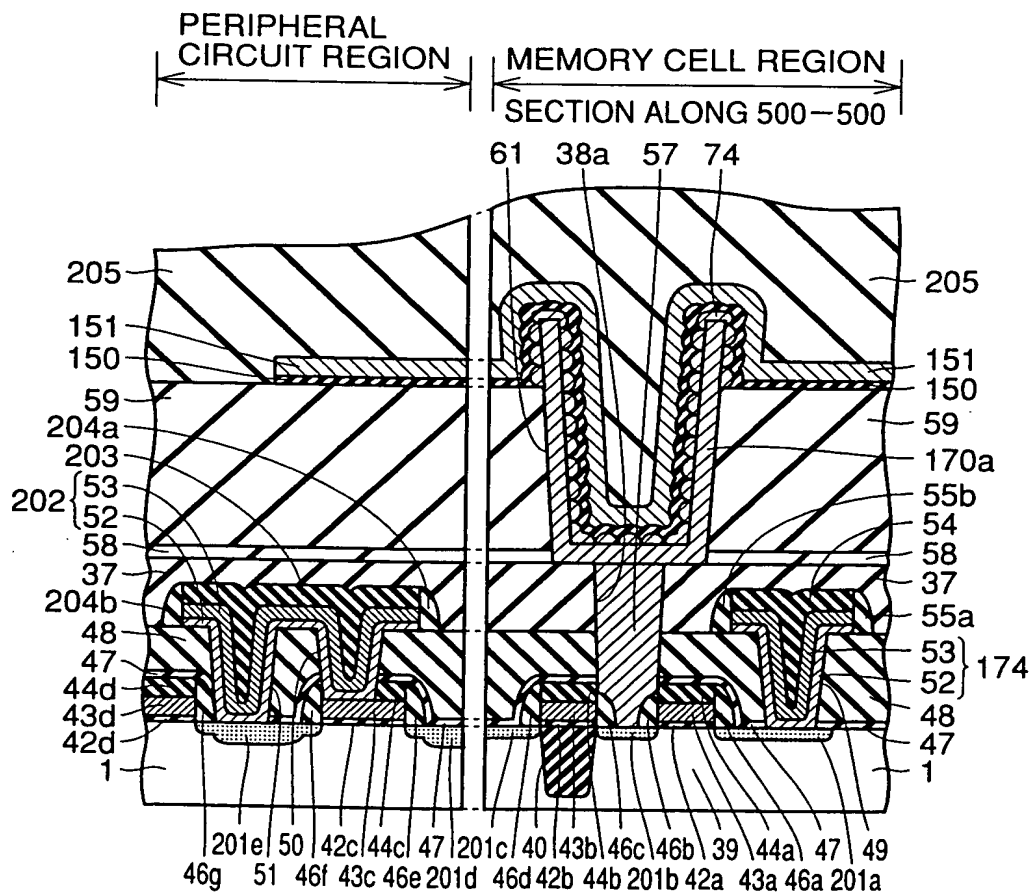 PERIPHERAL
CIRCUIT REGION
MEMORY CELL REGION
SECTION ALONG 500-500
61 38a 57 74
205
205
151
151
150
150
59
59
204a
170a
203
55b
202 { 53
52
54
58
58
37
37
204b
55a
48
53
52 } 174
47
44d
48
43d
47
42d
1
1
201e 50 42c 44c 47 201c 40 43b 46c 46b 39 44a 47 49
46g 51 46f 43c 46e 201d 46d 42b 44b 201b 42a 43a 46a 201a